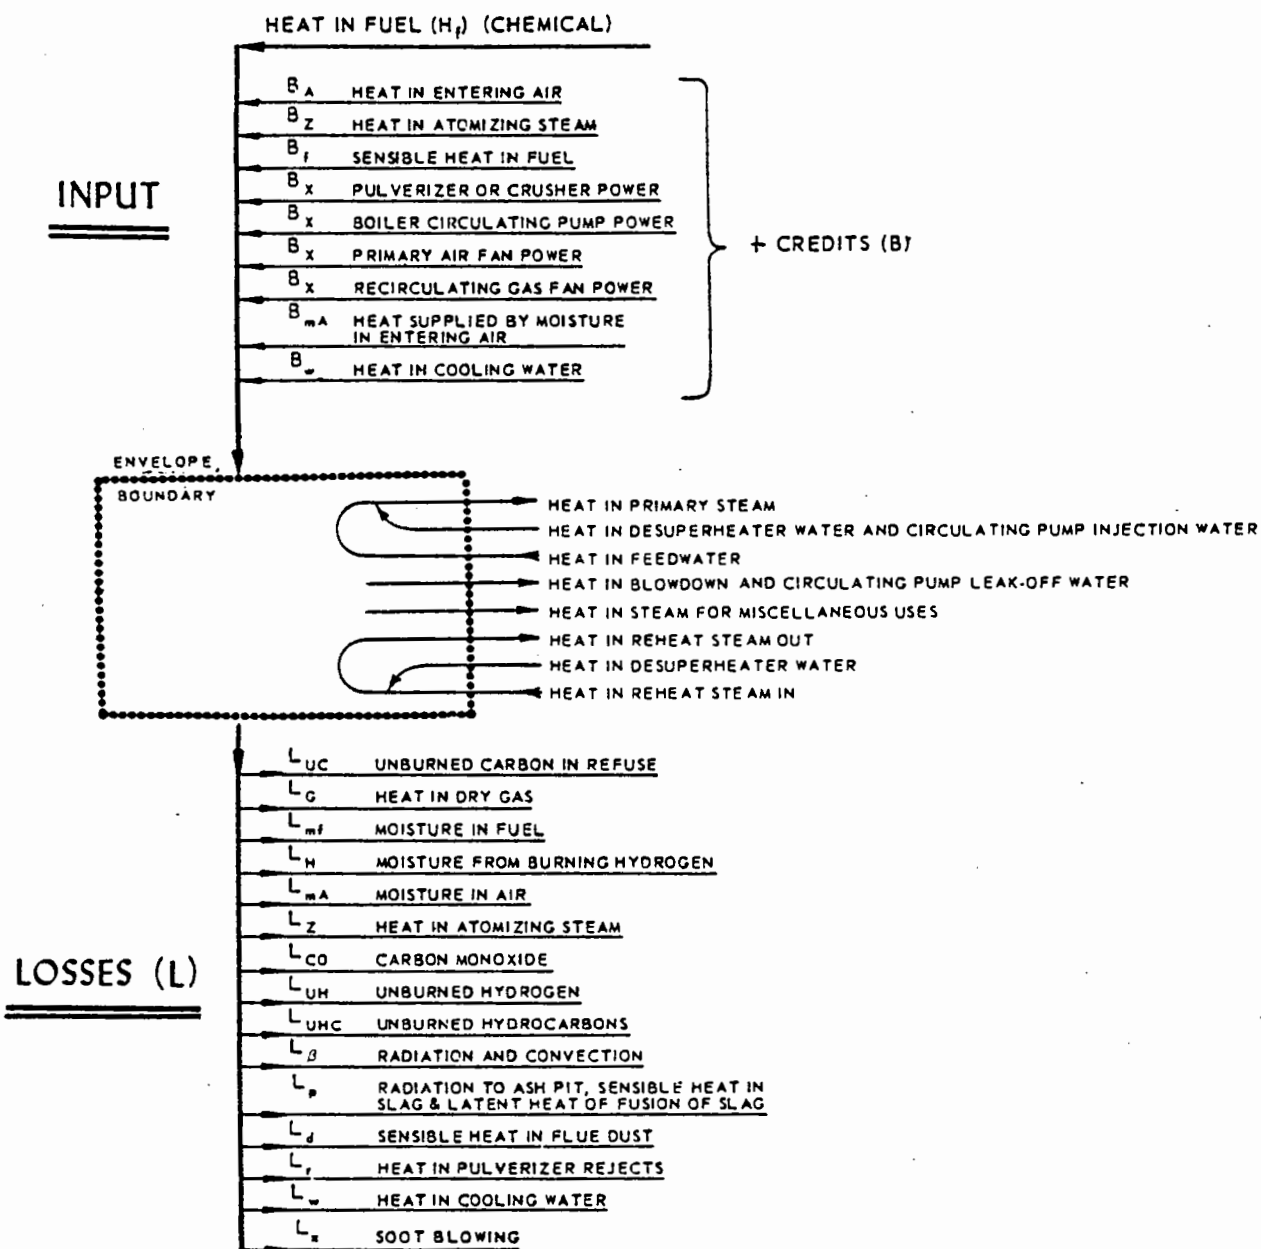 HEAT IN FUEL (Hf) (CHEMICAL)
BA HEAT IN ENTERING AIR
BZ HEAT IN ATOMIZING STEAM
Bf SENSIBLE HEAT IN FUEL
BX PULVERIZER OR CRUSHER POWER
INPUT
BX BOILER CIRCULATING PUMP POWER
BX PRIMARY AIR FAN POWER
+ CREDITS (B)
BX RECIRCULATING GAS FAN POWER
BmA HEAT SUPPLIED BY MOISTURE
IN ENTERING AIR
Bw HEAT IN COOLING WATER
ENVELOPE
BOUNDARY
HEAT IN PRIMARY STEAM
HEAT IN DESUPERHEATER WATER AND CIRCULATING PUMP INJECTION WATER
HEAT IN FEEDWATER
HEAT IN BLOWDOWN AND CIRCULATING PUMP LEAK-OFF WATER
HEAT IN STEAM FOR MISCELLANEOUS USES
HEAT IN REHEAT STEAM OUT
HEAT IN DESUPERHEATER WATER
HEAT IN REHEAT STEAM IN
LUC UNBURNED CARBON IN REFUSE
LG HEAT IN DRY GAS
Lmf MOISTURE IN FUEL
LH MOISTURE FROM BURNING HYDROGEN
LmA MOISTURE IN AIR
LZ HEAT IN ATOMIZING STEAM
LCO CARBON MONOXIDE
LOSSES (L)
LUH UNBURNED HYDROGEN
LUHC UNBURNED HYDROCARBONS
Lβ RADIATION AND CONVECTION
Lp RADIATION TO ASH PIT, SENSIBLE HEAT IN
SLAG & LATENT HEAT OF FUSION OF SLAG
Ld SENSIBLE HEAT IN FLUE DUST
Lr HEAT IN PULVERIZER REJECTS
Lw HEAT IN COOLING WATER
L SOOT BLOWING